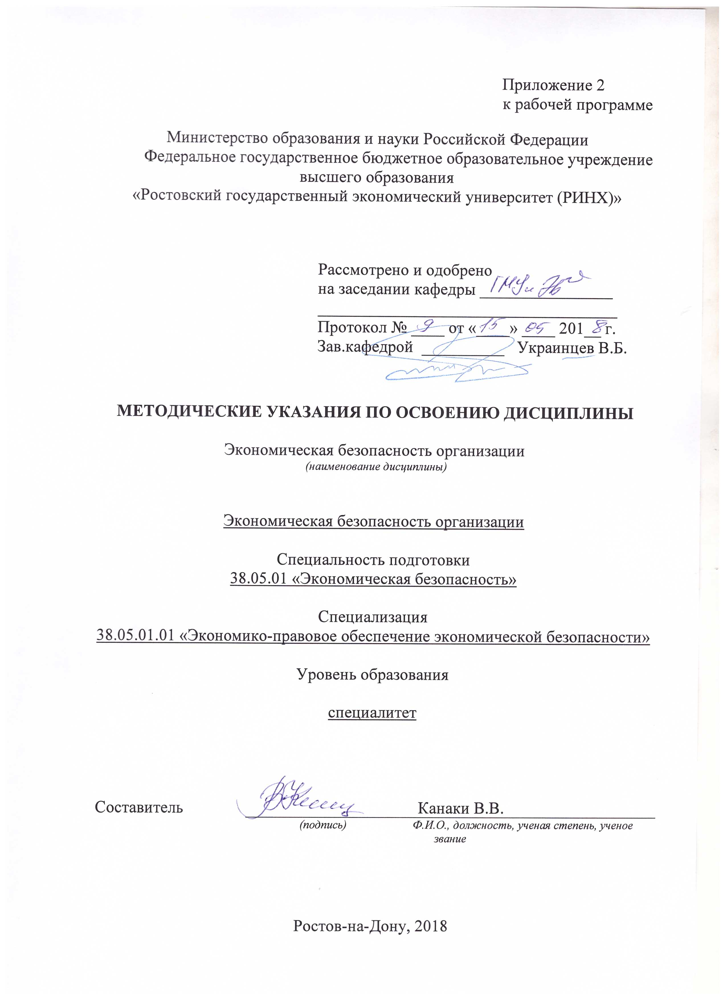 Приложение 2
к рабочей программе
Министерство образования и науки Российской Федерации
Федеральное государственное бюджетное образовательное учреждение
высшего образования
«Ростовский государственный экономический университет (РИНХ)»
Рассмотрено и одобрено
на заседании кафедры ГМУ и
Протокол № 9 от «15» 05 2018 г.
Зав.кафедрой Украинцев В.Б.
МЕТОДИЧЕСКИЕ УКАЗАНИЯ ПО ОСВОЕНИЮ ДИСЦИПЛИНЫ
Экономическая безопасность организации
(наименование дисциплины)
Экономическая безопасность организации
Специальность подготовки
38.05.01 «Экономическая безопасность»
Специализация
38.05.01.01 «Экономико-правовое обеспечение экономической безопасности»
Уровень образования
специалитет
Составитель Канаки В.В.
(подпись) Ф.И.О., должность, ученая степень, ученое
звание
Ростов-на-Дону, 2018